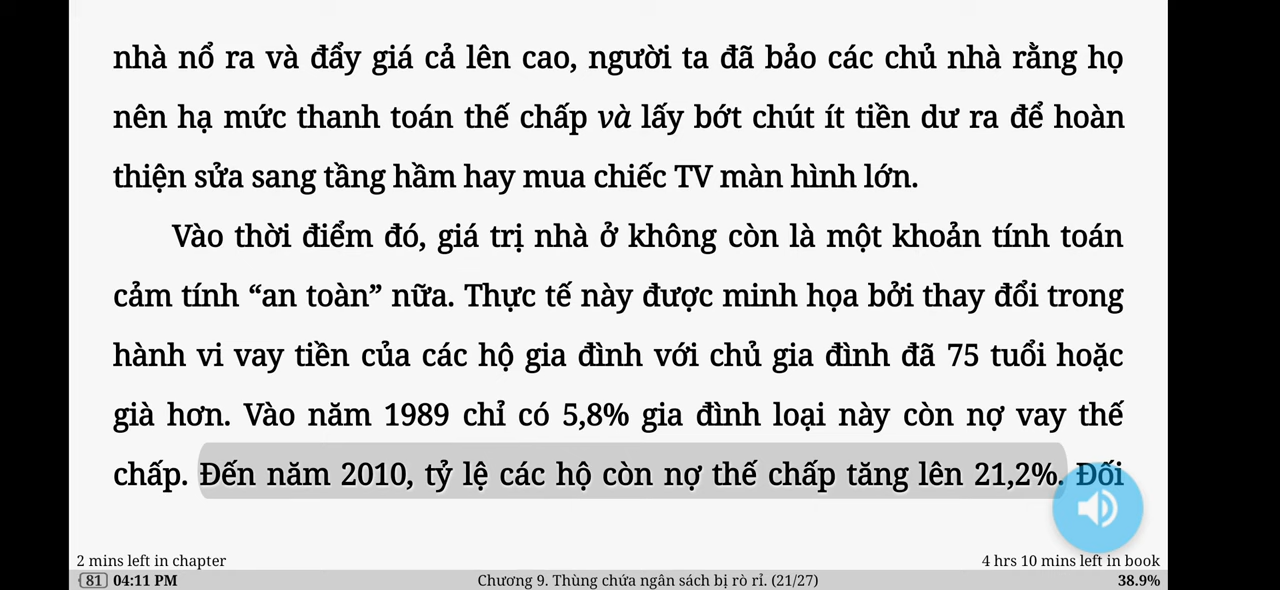 nhà nổ ra và đẩy giá cả lên cao, người ta đã bảo các chủ nhà rằng họ
nên hạ mức thanh toán thế chấp và lấy bớt chút ít tiền dư ra để hoàn
thiện sửa sang tầng hầm hay mua chiếc TV màn hình lớn.
Vào thời điểm đó, giá trị nhà ở không còn là một khoản tính toán
cảm tính “an toàn” nữa. Thực tế này được minh họa bởi thay đổi trong
hành vi vay tiền của các hộ gia đình với chủ gia đình đã 75 tuổi hoặc
già hơn. Vào năm 1989 chỉ có 5,8% gia đình loại này còn nợ vay thế
chấp. Đến năm 2010, tỷ lệ các hộ còn nợ thế chấp tăng lên 21,2%. Đối
2 mins left in chapter
4 hrs 10 mins left in book
81 04:11 PM
Chương 9. Thùng chứa ngân sách bị rò rỉ. (21/27)
38.9%